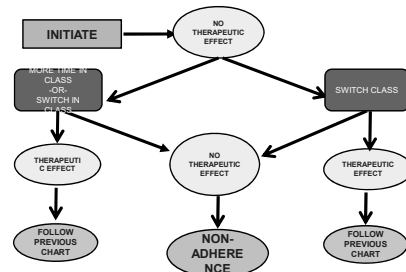 INITIATE
NO
THERAPEUTIC
EFFECT
MORE TIME IN
CLASS
-OR-
SWITCH IN
CLASS
SWITCH CLASS
THERAPEUTI
C EFFECT
NO
THERAPEUTIC
EFFECT
THERAPEUTIC
EFFECT
FOLLOW
PREVIOUS
CHART
NON-
ADHERE
NCE
FOLLOW
PREVIOUS
CHART